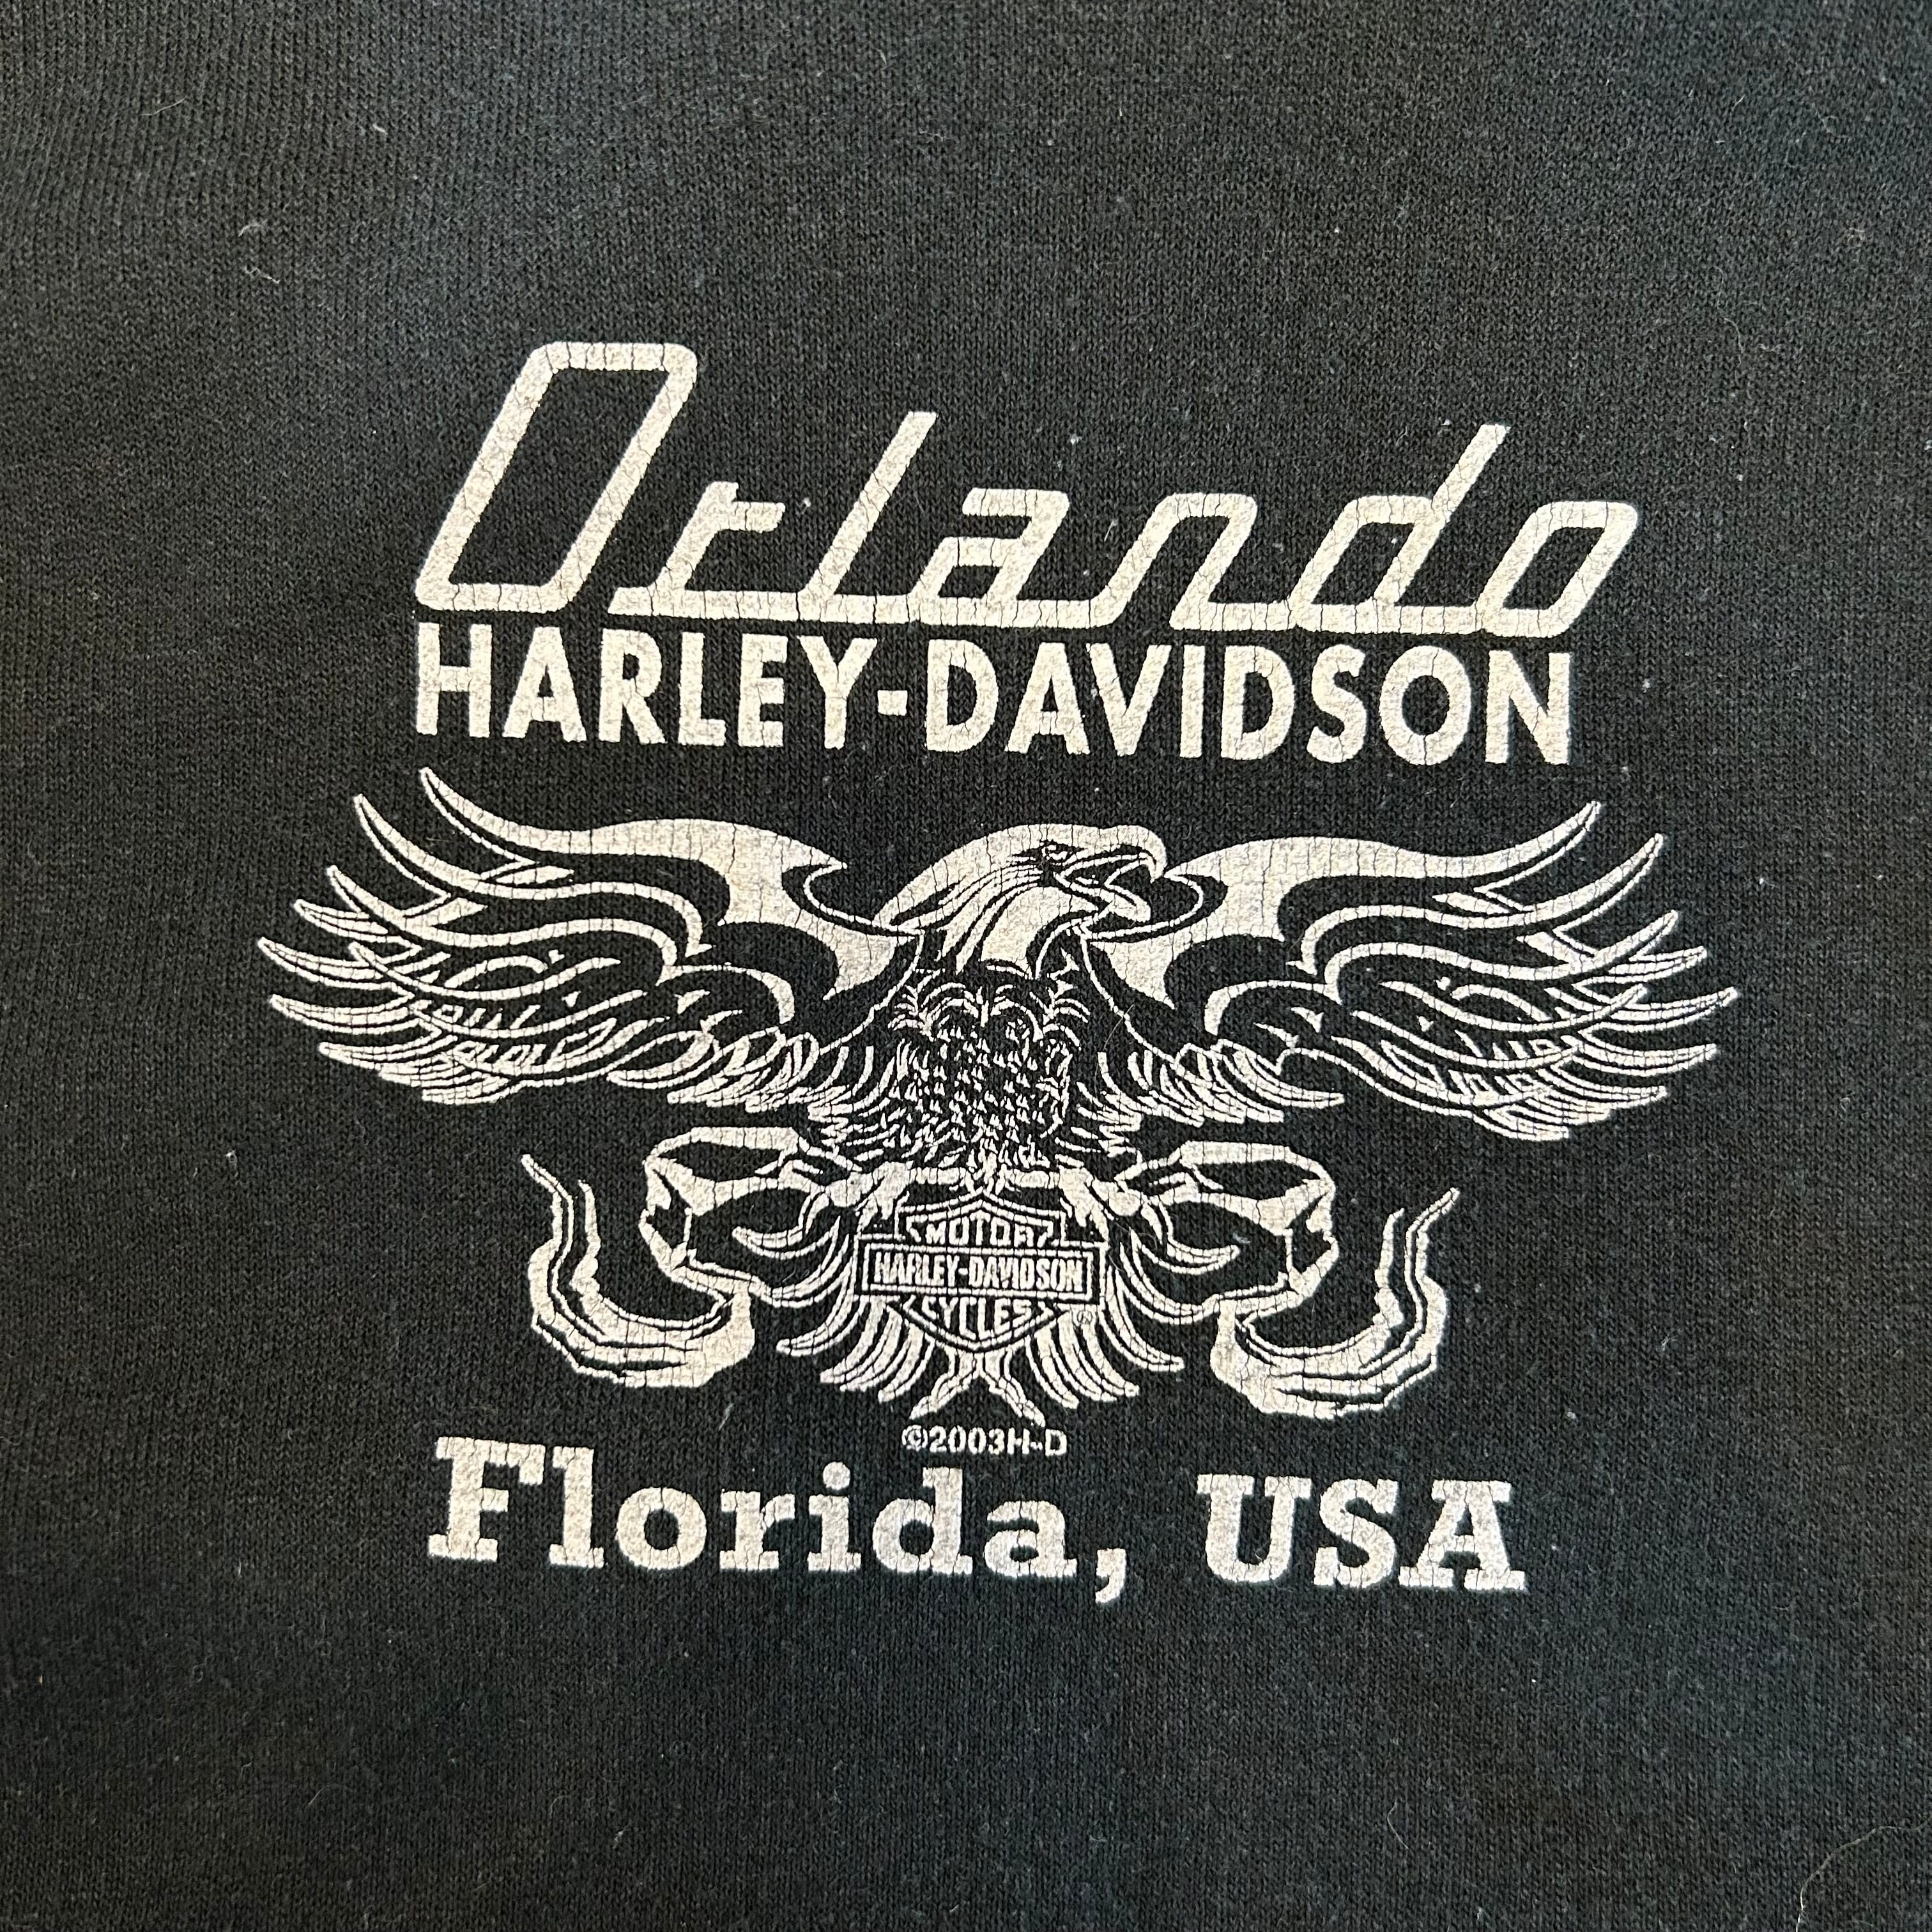 Orlando
HARLEY-DAVIDSON
MOTOR
HARLEY-DAVIDSON
CYCLES
®
©2003H-D
Florida, USA